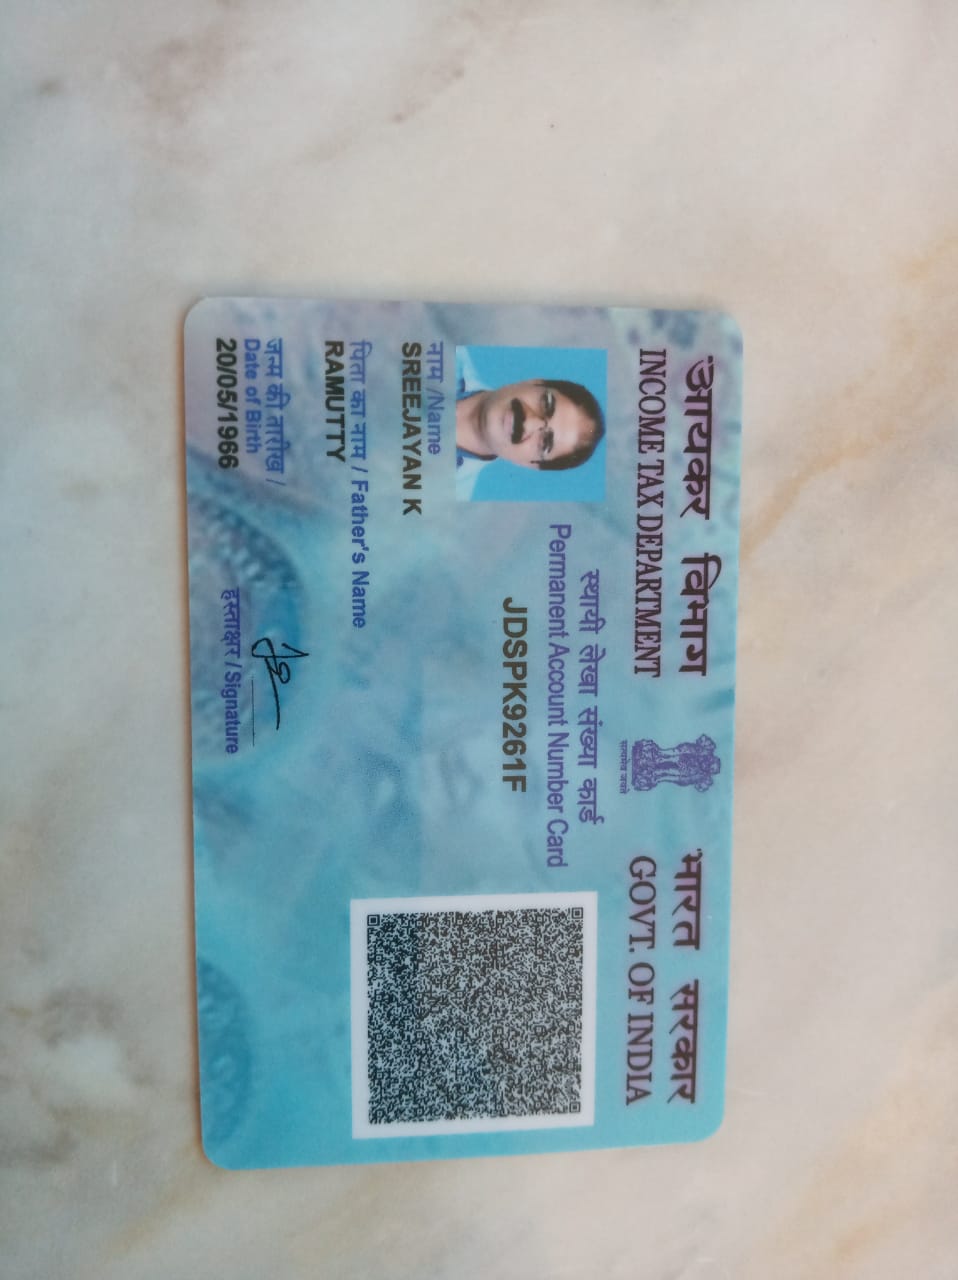 आयकर विभाग
INCOME TAX DEPARTMENT
सत्यमेव जयते
भारत सरकार
GOVT. OF INDIA
स्थायी लेखा संख्या कार्ड
Permanent Account Number Card
JDSPK9261F
नाम /Name
SREEJAYAN K
पिता का नाम / Father's Name
RAMUTTY
जन्म की तारीख /
Date of Birth
20/05/1966
हस्ताक्षर / Signature